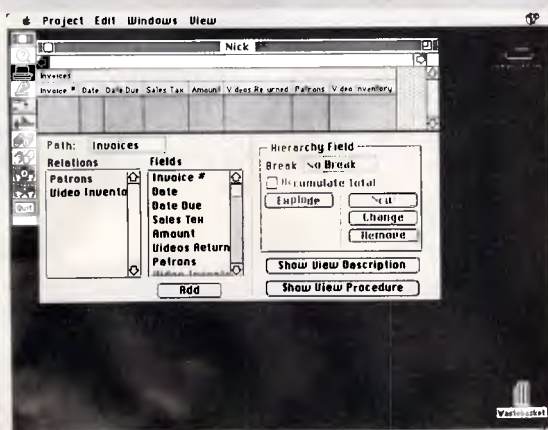 Project Edit Windows View
Nick
Invoices
Invoice # Date Date Due Sales Tax Amount Videos Returned Patrons Video Inventory
Path: Invoices
Relations
Patrons
Video Invento
Fields
Invoice #
Date
Date Due
Sales Tax
Amount
Videos Return
Patrons
Video Invento
Add
Hierarchy Field
Break No Break
Accumulate Total
Explode
Change
Remove
Show View Description
Show View Procedure
Quit
Wastebasket